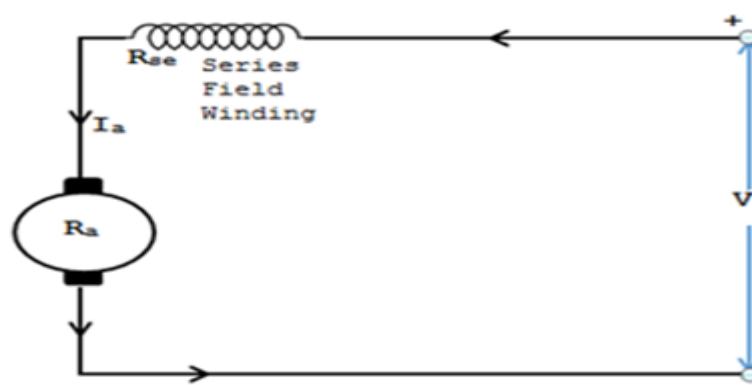 +
Rse
Series
Field
Winding
Ia
V
Ra